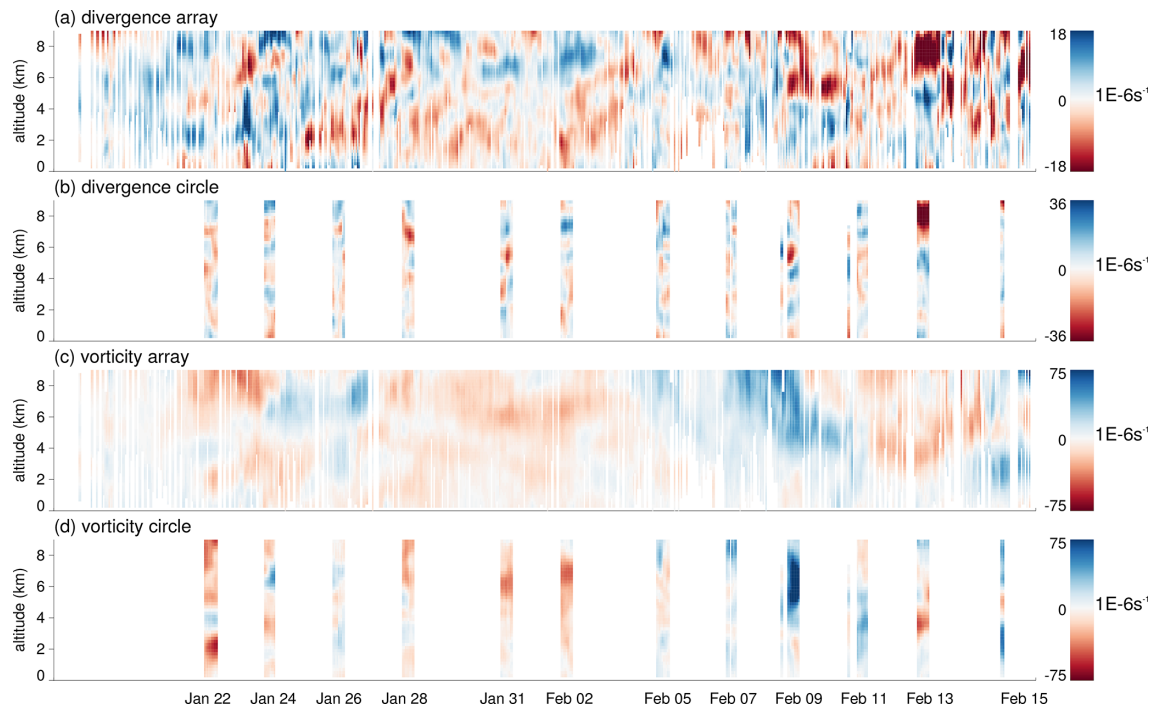 (a) divergence array
altitude (km)
8
6
4
2
0
18
0
-18
1E-6s⁻¹
(b) divergence circle
altitude (km)
8
6
4
2
0
36
0
-36
1E-6s⁻¹
(c) vorticity array
altitude (km)
8
6
4
2
0
75
0
-75
1E-6s⁻¹
(d) vorticity circle
altitude (km)
8
6
4
2
0
75
0
-75
1E-6s⁻¹
Jan 22 Jan 24 Jan 26 Jan 28 Jan 31 Feb 02 Feb 05 Feb 07 Feb 09 Feb 11 Feb 13 Feb 15